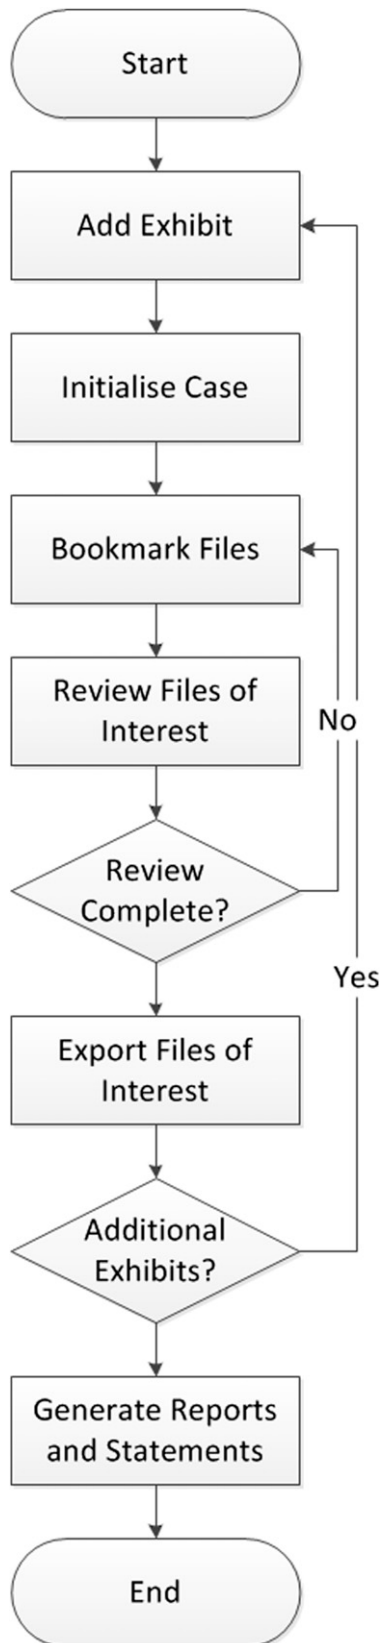 Start
Add Exhibit
Initialise Case
Bookmark Files
Review Files of
Interest
No
Review
Complete?
Yes
Export Files of
Interest
Additional
Exhibits?
Generate Reports
and Statements
End